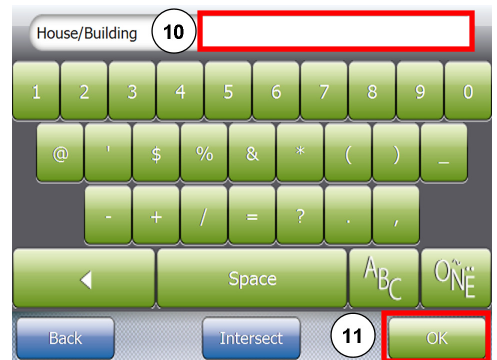 House/Building 10
1 2 3 4 5 6 7 8 9 0
@ ' $ % & * ( ) _
- + / = ? . ,
Space ABC OÑË
Back Intersect 11 OK